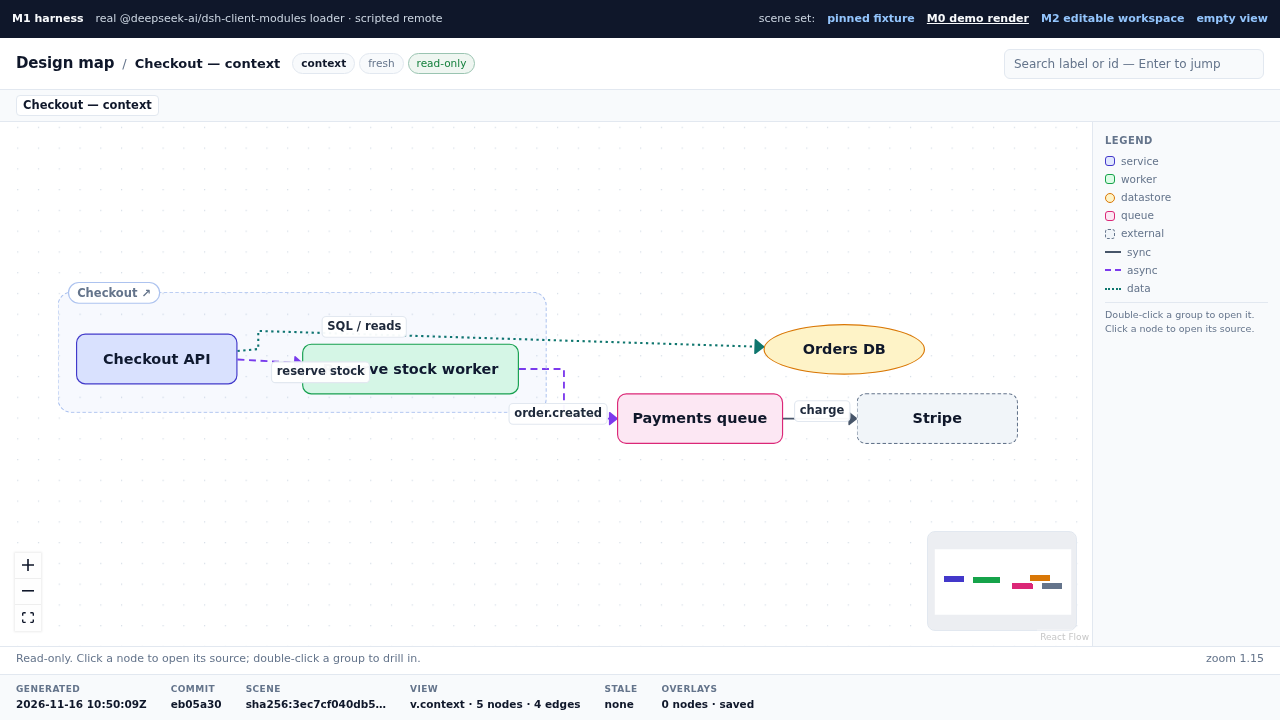 M1 harness real @deepseek-ai/dsh-client-modules loader · scripted remote scene set: pinned fixture M0 demo render M2 editable workspace empty view
Design map / Checkout — context context fresh read-only Search label or id — Enter to jump
Checkout — context
LEGEND
service
worker
datastore
queue
external
sync
async
data
Double-click a group to open it.
Click a node to open its source.
Checkout ↗
SQL / reads
Checkout API
reserve stock
ve stock worker
Orders DB
order.created
Payments queue
charge
Stripe
React Flow
Read-only. Click a node to open its source; double-click a group to drill in. zoom 1.15
GENERATED COMMIT SCENE VIEW STALE OVERLAYS
2026-11-16 10:50:09Z eb05a30 sha256:3ec7cf040db5… v.context · 5 nodes · 4 edges none 0 nodes · saved